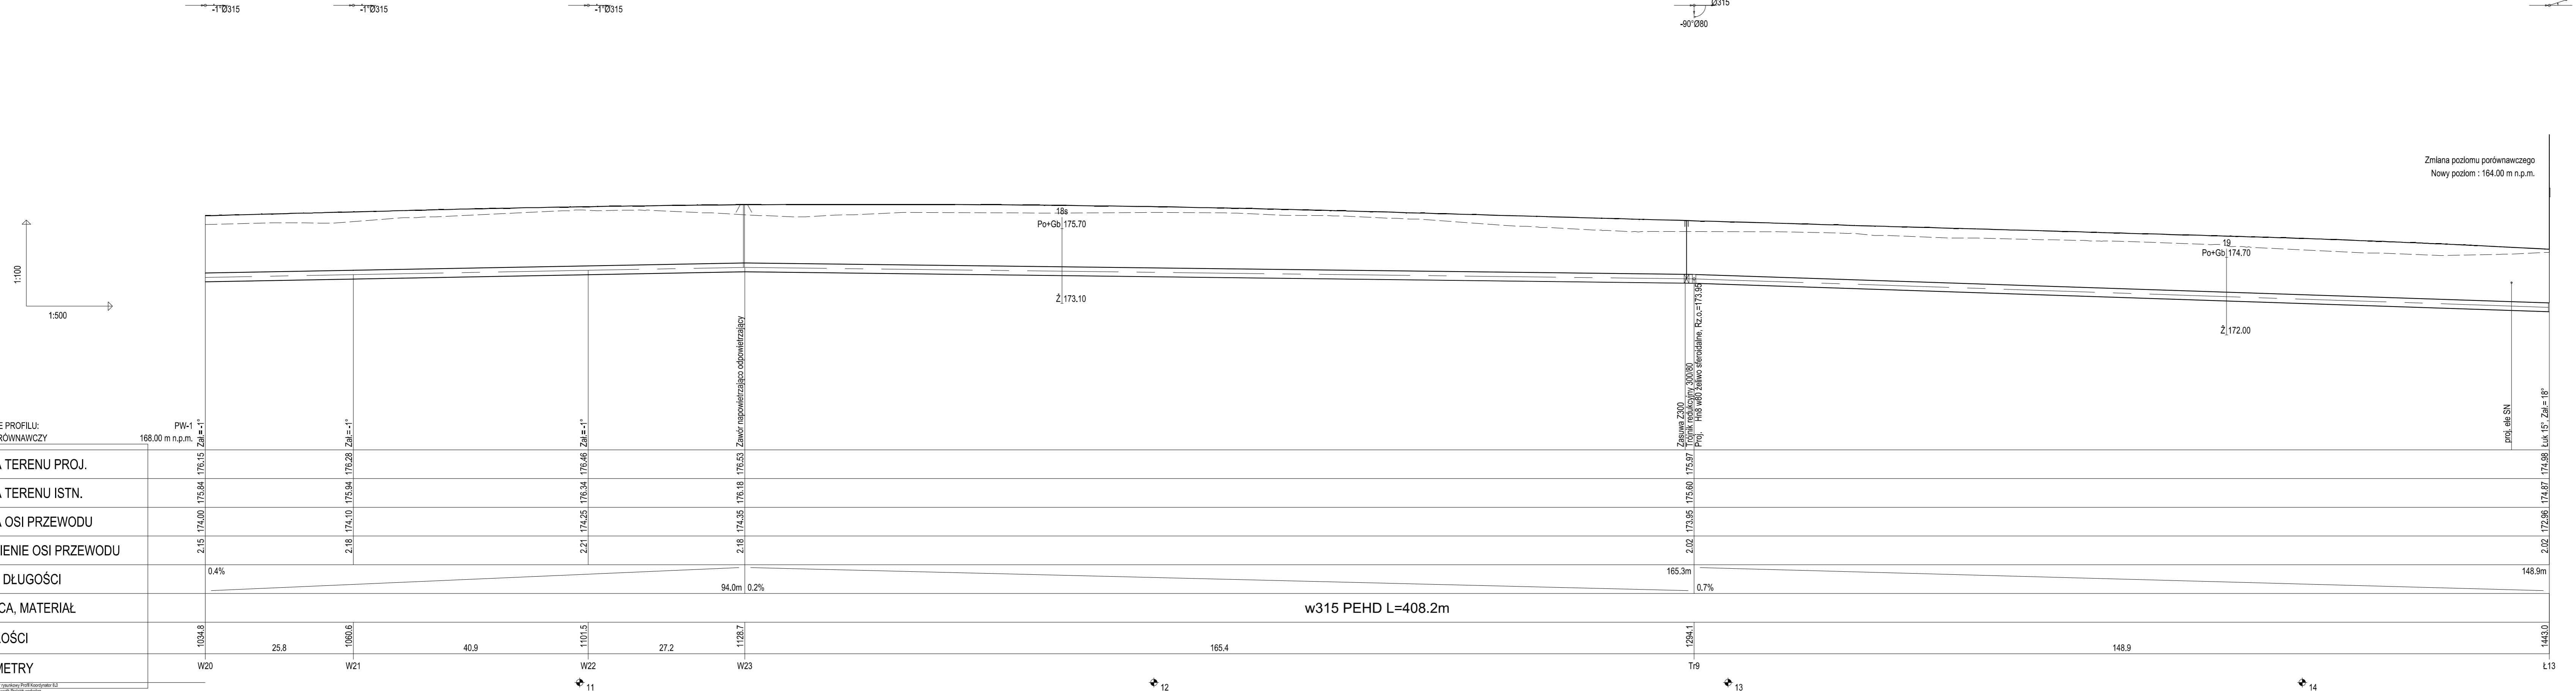 -1°Ø315
-1°Ø315
-1°Ø315
Ø315
-90°Ø80
Zmiana poziomu porównawczego
Nowy poziom : 164.00 m n.p.m.
18s
Po+Gb 175.70
Ż 173.10
19
Po+Gb 174.70
Ż 172.00
1:100
1:500
E PROFILU: PW-1
RÓWNAWCZY 168.00 m n.p.m.
Zał.= -1°
Zał.= -1°
Zał.= -1°
Zawór napowietrzająco odpowietrzający
Zasuwa Z300
Trójnik redukcyjny 300/80
Proj. Hn8 w80 żeliwo sferoidalne, Rz.o.=173.95
proj. ele SN
Łuk 15°, Zał.= 18°
A TERENU PROJ. 176.15 176.28 176.46 176.53 175.97 174.98
A TERENU ISTN. 175.84 175.94 176.34 176.18 175.60 174.87
A OSI PRZEWODU 174.00 174.10 174.25 174.35 173.95 172.96
IENIE OSI PRZEWODU 2.15 2.18 2.21 2.18 2.02 2.02
DŁUGOŚCI 0.4% 94.0m 0.2% 165.3m 0.7% 148.9m
CA, MATERIAŁ w315 PEHD L=408.2m
ŁOŚCI 1034.8 25.8 1060.6 40.9 1101.5 27.2 1128.7 165.4 1294.1 148.9 1443.0
METRY W20 W21 W22 W23 Tr9 Ł13
rysunkowy Profil Koordynator 6.2
11 12 13 14